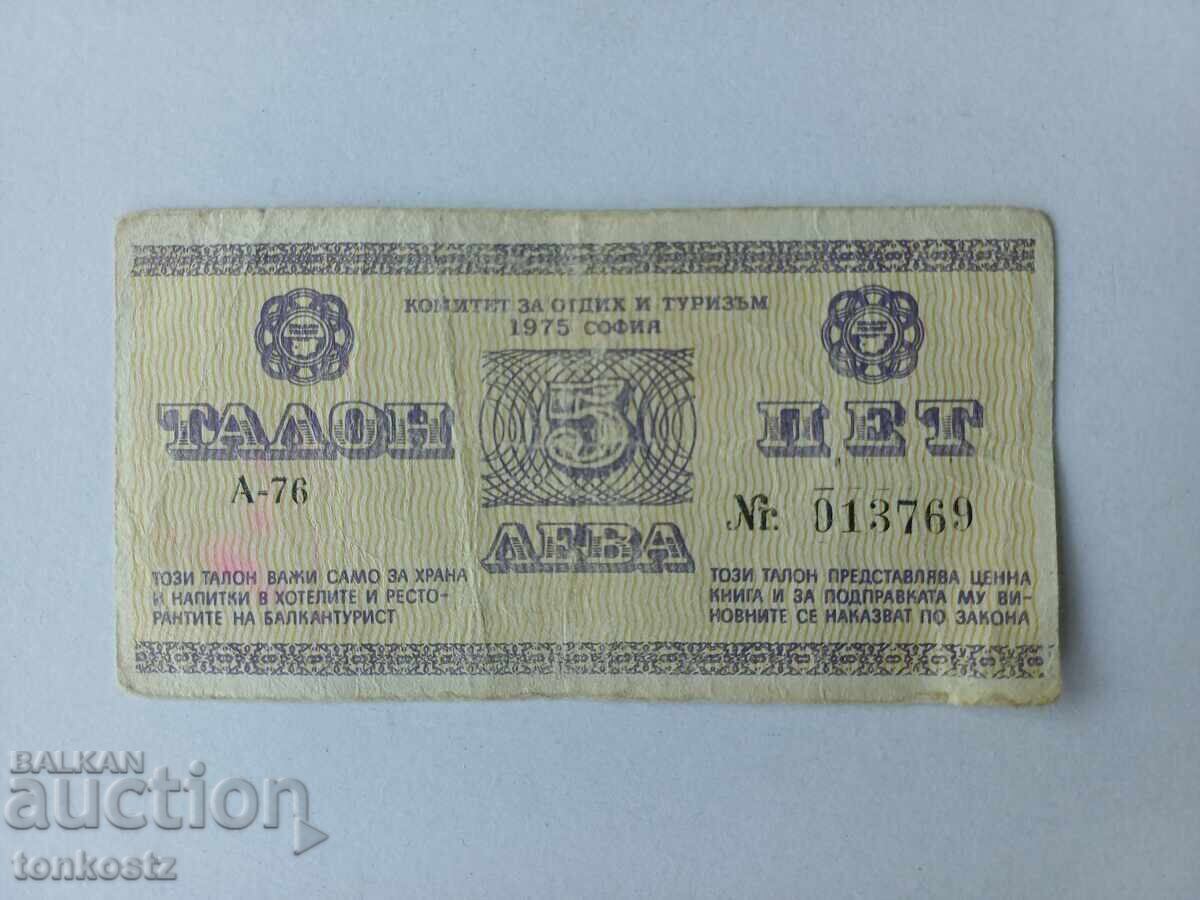 КОМИТЕТ ЗА ОТДИХ И ТУРИЗЪМ
1975 СОФИЯ
ТАЛОН 5 ПЕТ
А-76
ЛЕВА
Nr. 013769
ТОЗИ ТАЛОН ВАЖИ САМО ЗА ХРАНА
И НАПИТКИ В ХОТЕЛИТЕ И РЕСТО-
РАНТИТЕ НА БАЛКАНТУРИСТ
ТОЗИ ТАЛОН ПРЕДСТАВЛЯВА ЦЕННА
КНИГА И ЗА ПОДПРАВКАТА МУ ВИ-
НОВНИТЕ СЕ НАКАЗВАТ ПО ЗАКОНА
BALKAN
auction
tonkostz